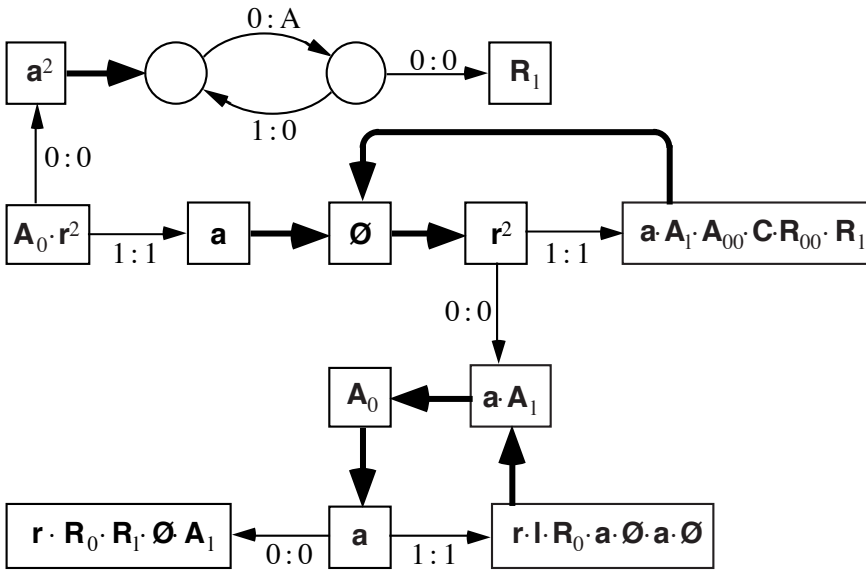 0:A
a² 0:0 R₁
1:0
0:0
A₀·r² 1:1 a Ø r² 1:1 a·A₁·A₀₀·C·R₀₀·R₁
0:0
A₀ a·A₁
r·R₀·R₁·Ø·A₁ 0:0 a 1:1 r·l·R₀·a·Ø·a·Ø